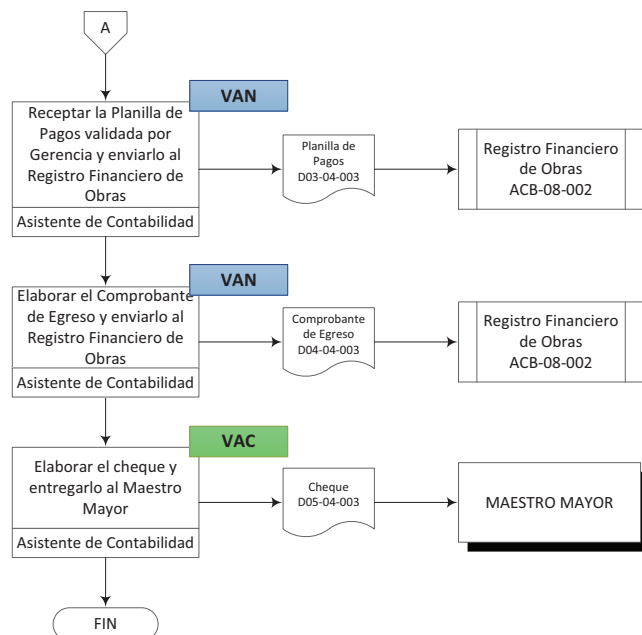 A
VAN
Receptar la Planilla de
Pagos validada por
Gerencia y enviarlo al
Registro Financiero de
Obras
Asistente de Contabilidad
Planilla de
Pagos
D03-04-003
Registro Financiero
de Obras
ACB-08-002
VAN
Elaborar el Comprobante
de Egreso y enviarlo al
Registro Financiero de
Obras
Asistente de Contabilidad
Comprobante
de Egreso
D04-04-003
Registro Financiero
de Obras
ACB-08-002
VAC
Elaborar el cheque y
entregarlo al Maestro
Mayor
Asistente de Contabilidad
Cheque
D05-04-003
MAESTRO MAYOR
FIN